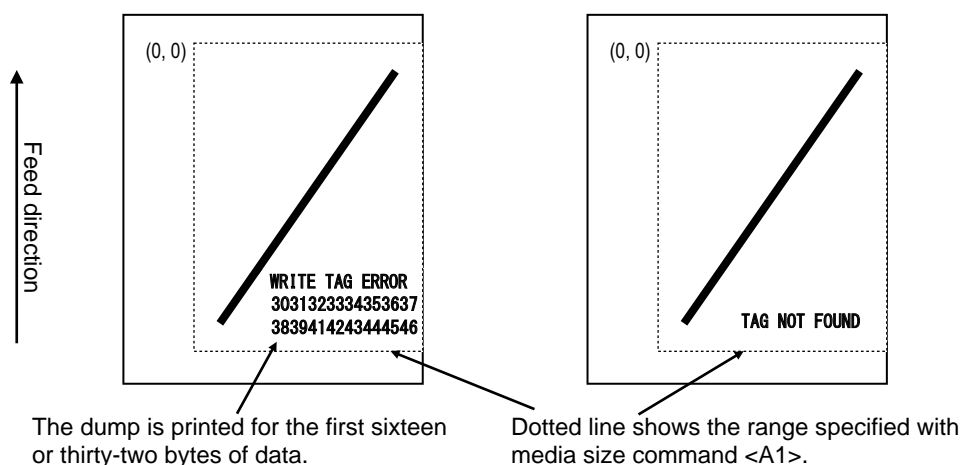 (0, 0)
(0, 0)
Feed direction
WRITE TAG ERROR
3031323334353637
3839414243444546
TAG NOT FOUND
The dump is printed for the first sixteen
or thirty-two bytes of data.
Dotted line shows the range specified with
media size command <A1>.